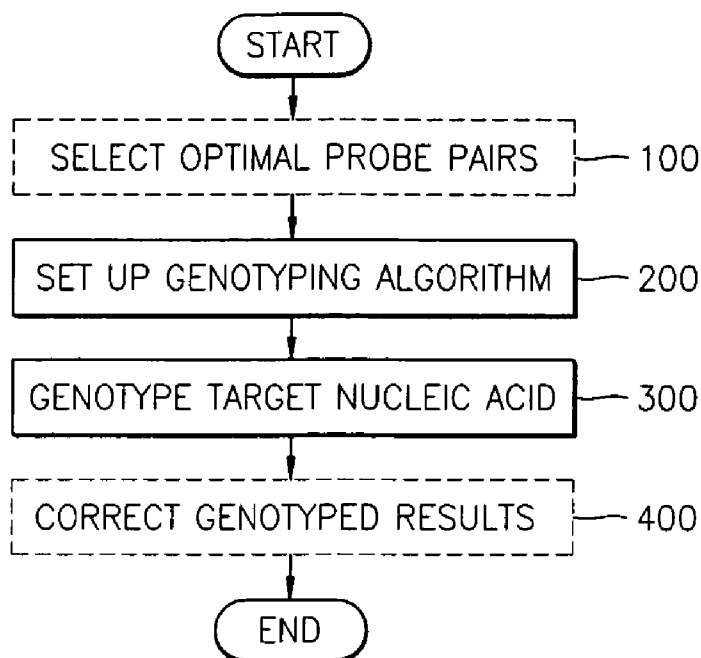 START
SELECT OPTIMAL PROBE PAIRS 100
SET UP GENOTYPING ALGORITHM 200
GENOTYPE TARGET NUCLEIC ACID 300
CORRECT GENOTYPED RESULTS 400
END